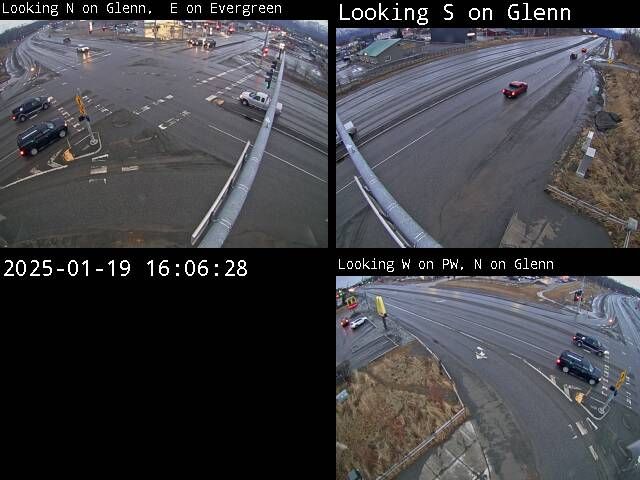 Looking N on Glenn,  E on Evergreen
Looking S on Glenn
2025-01-19 16:06:28
Looking W on PW, N on Glenn